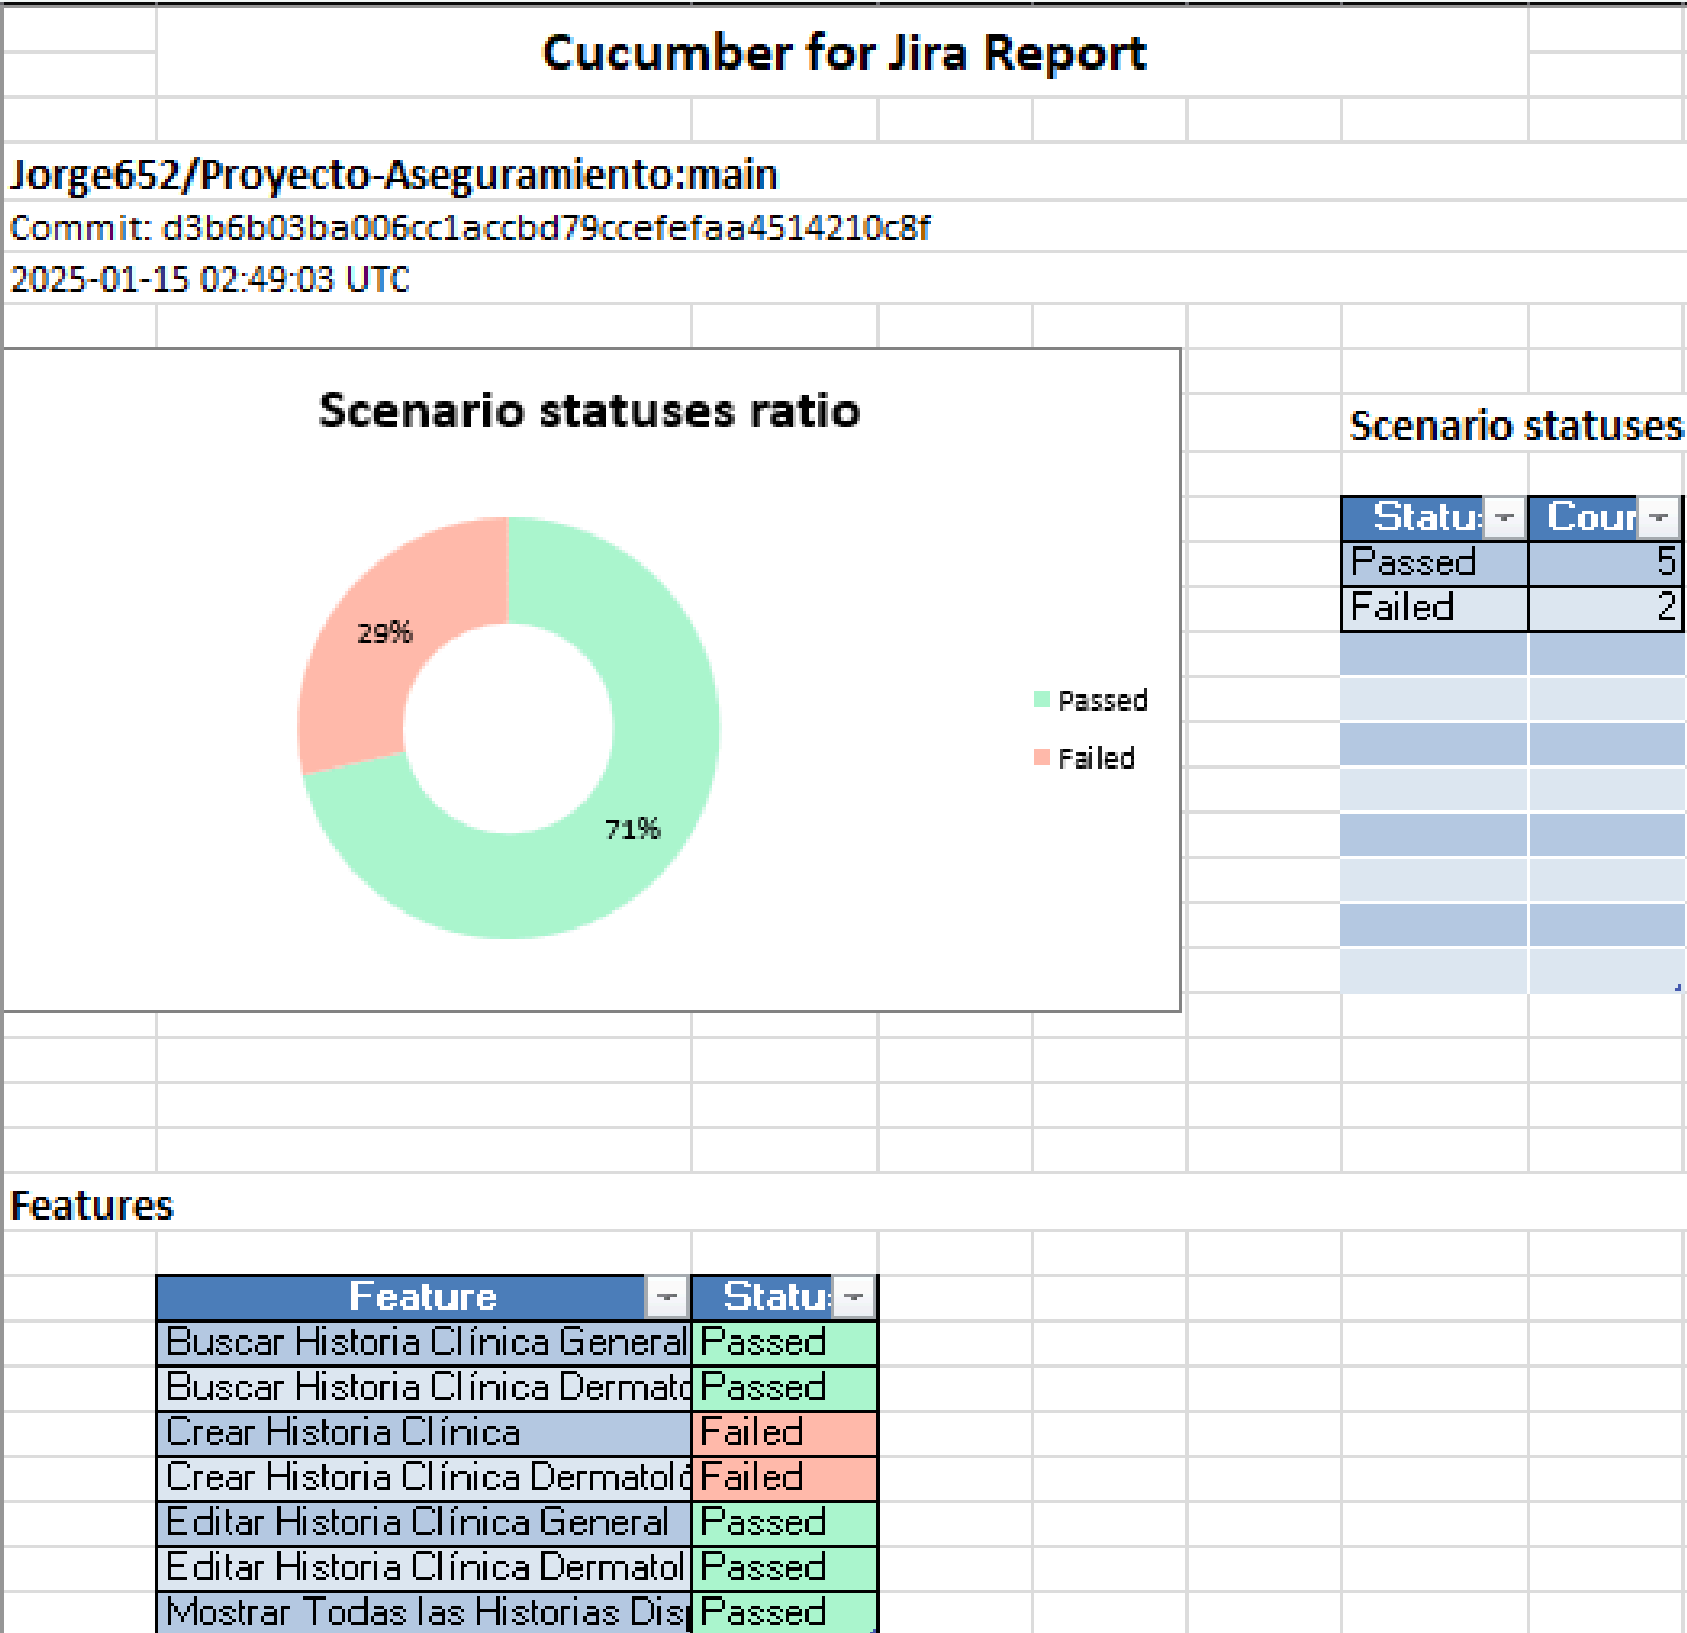 Cucumber for Jira Report
Jorge652/Proyecto-Aseguramiento:main
Commit: d3b6b03ba006cc1accbd79ccefefaa4514210c8f
2025-01-15 02:49:03 UTC
Scenario statuses ratio
29%
71%
Passed
Failed
Scenario statuses
Statu Cour
Passed 5
Failed 2
Features
Feature Statu
Buscar Historia Clínica General Passed
Buscar Historia Clínica Dermato Passed
Crear Historia Clínica Failed
Crear Historia Clínica Dermatoló Failed
Editar Historia Clínica General Passed
Editar Historia Clínica Dermatol Passed
Mostrar Todas las Historias Disp Passed